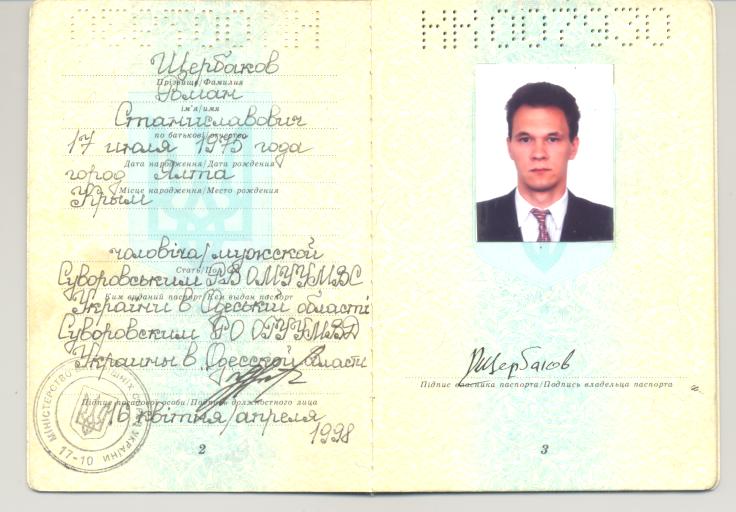 Щербаков
Прізвище/Фамилия
Роман
ім'я/имя
Станиславович
по батькові/отчество
17 июля 1975 года
Дата народження/Дата рождения
город Ялта
Місце народження/Место рождения
Крым
чоловіча/мужской
Стать/Пол
Суворовським РВ ОМУ УМВС
Ким виданий паспорт/Кем выдан паспорт
України в Одеській області
Суворовским РО ОГУ УМВД
Украины в Одесской области
Підпис посадової особи/Подпись должностного лица
16 квітня/апреля
1998
МІНІСТЕРСТВО ВНУТРІШНІХ СПРАВ УКРАЇНИ
17-10
2
КК 007930
Щербаков
Підпис власника паспорта/Подпись владельца паспорта
3